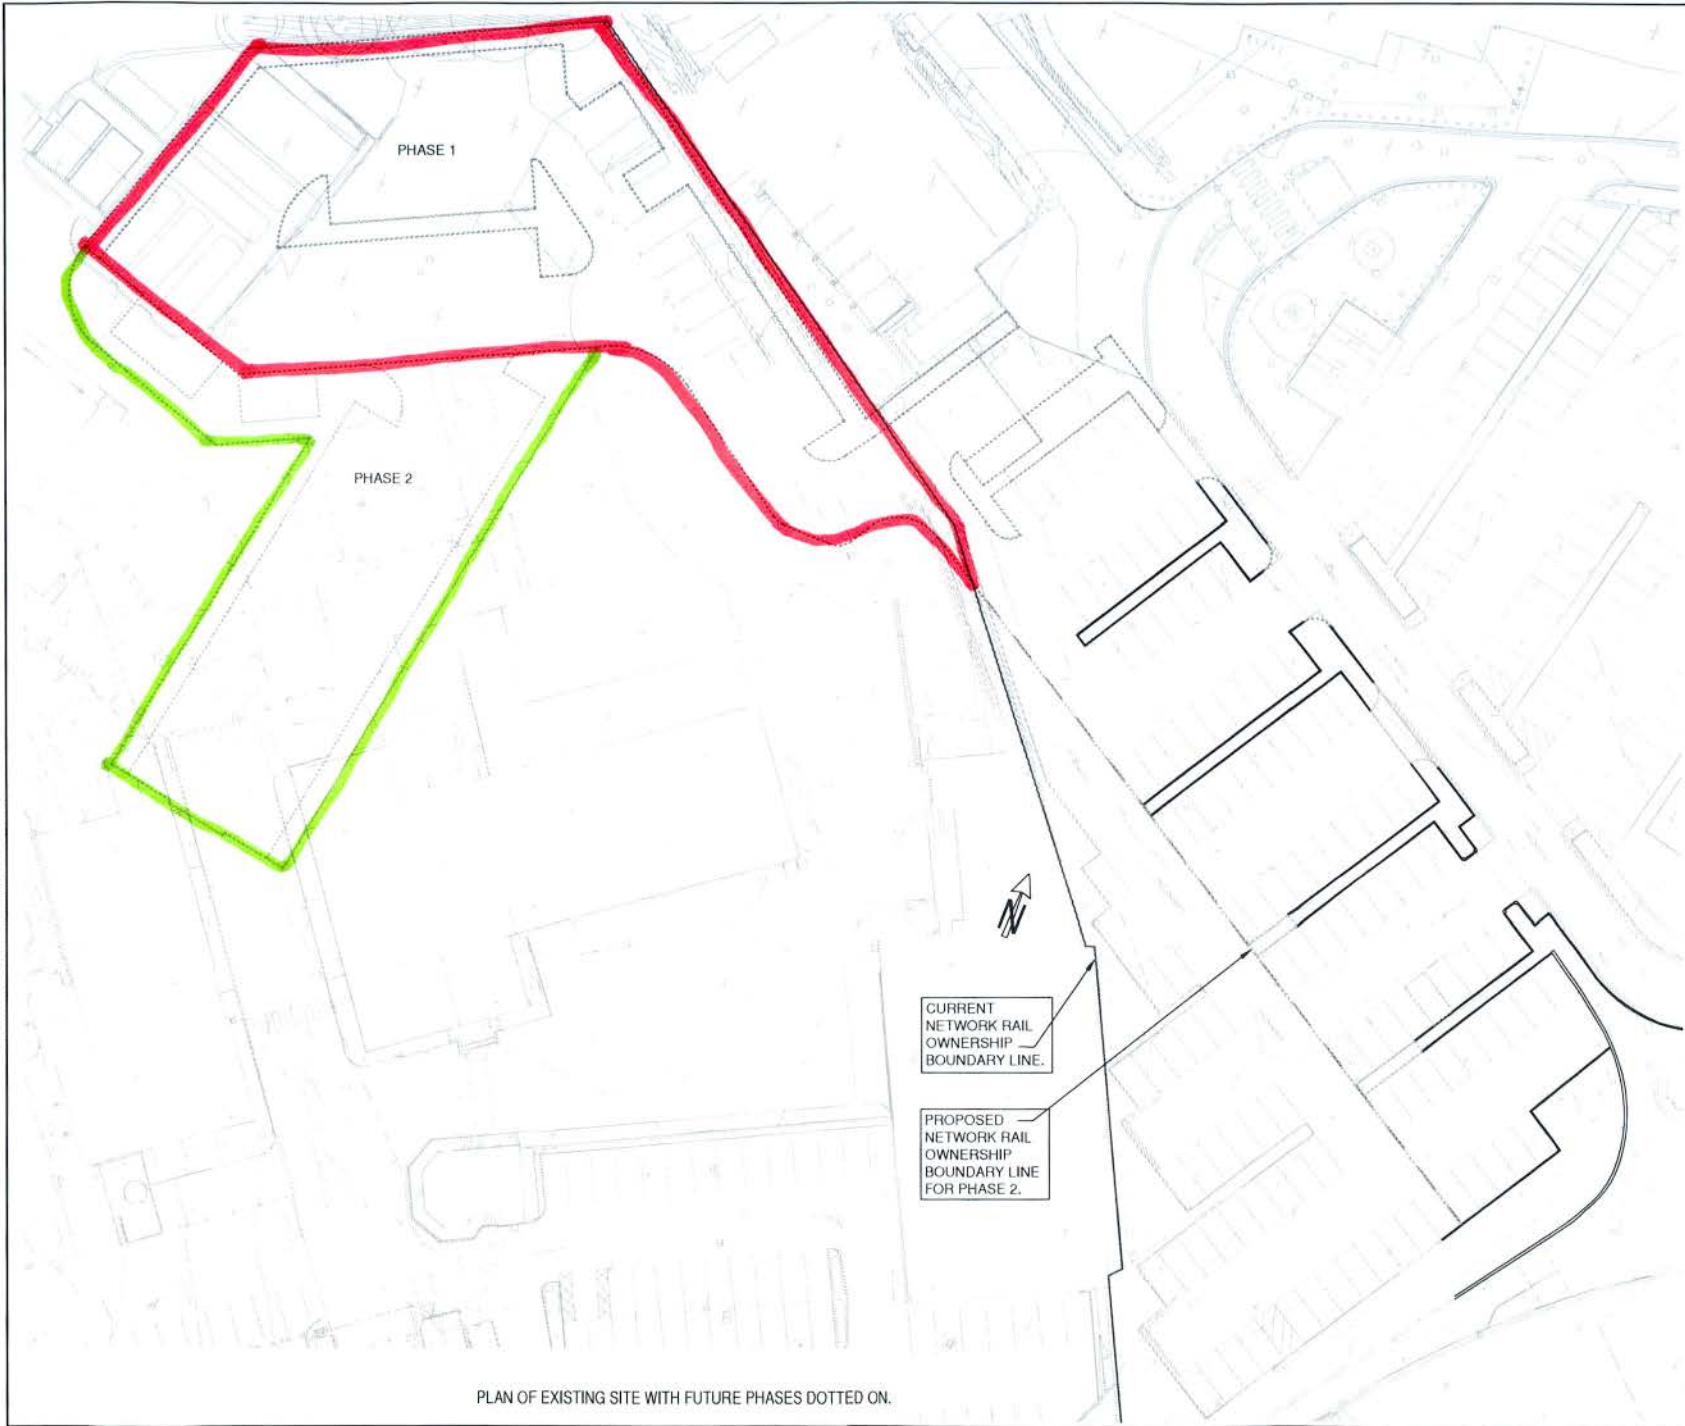 PHASE 1
PHASE 2
N
CURRENT
NETWORK RAIL
OWNERSHIP
BOUNDARY LINE.
PROPOSED
NETWORK RAIL
OWNERSHIP
BOUNDARY LINE
FOR PHASE 2.
PLAN OF EXISTING SITE WITH FUTURE PHASES DOTTED ON.